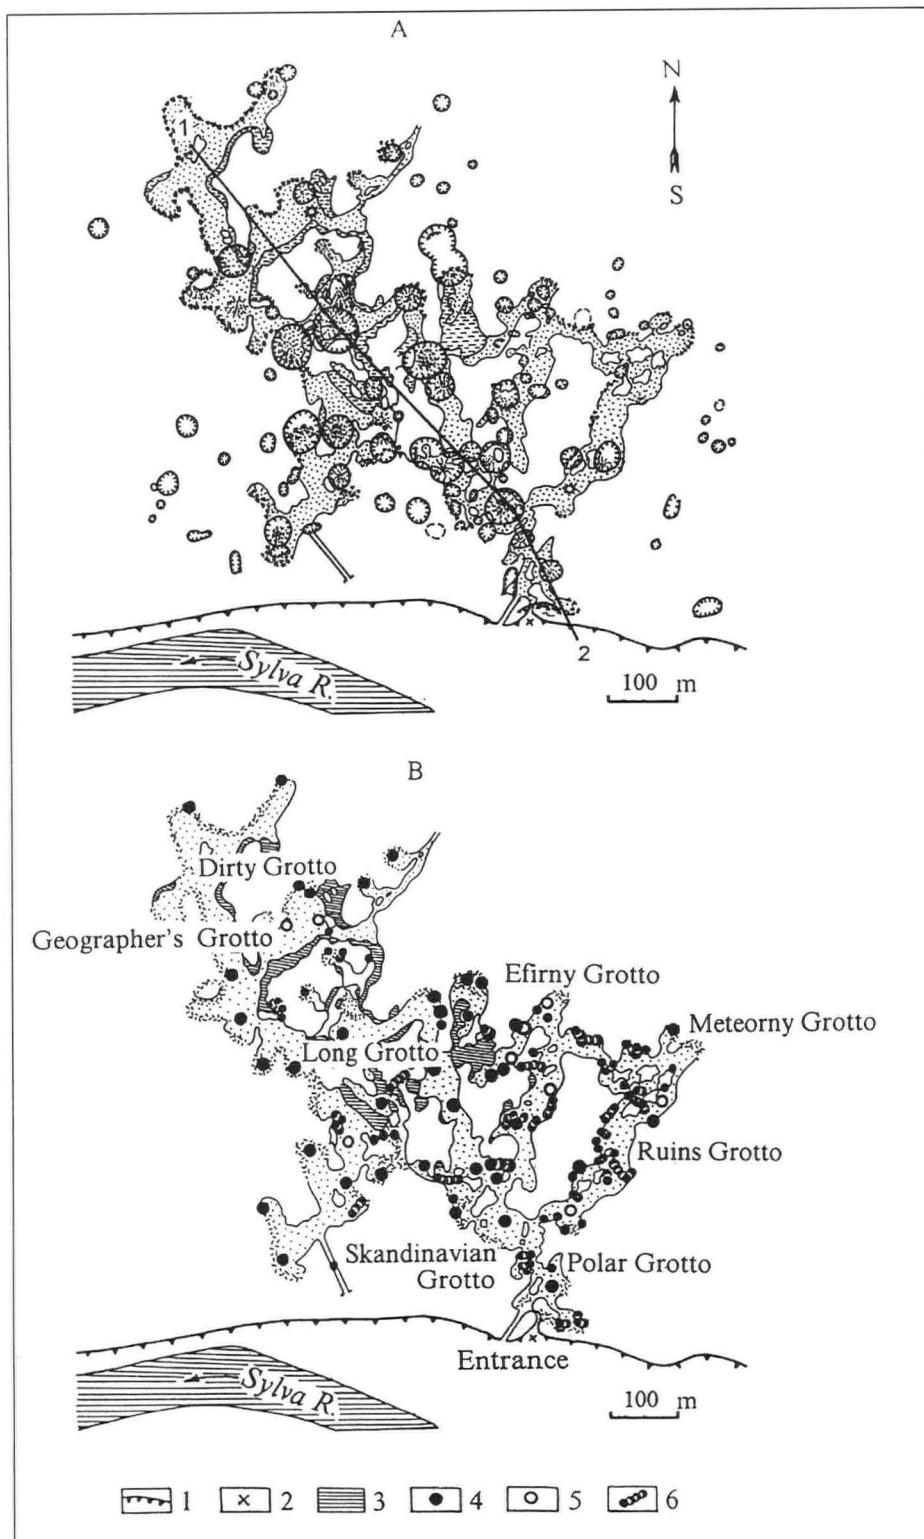 A
N
S
1
2
Sylva R.
100 m
B
Dirty Grotto
Geographer's Grotto
Efirny Grotto
Meteorny Grotto
Long Grotto
Ruins Grotto
Skandinavian
Grotto
Polar Grotto
Entrance
Sylva R.
100 m
1 2 3 4 5 6